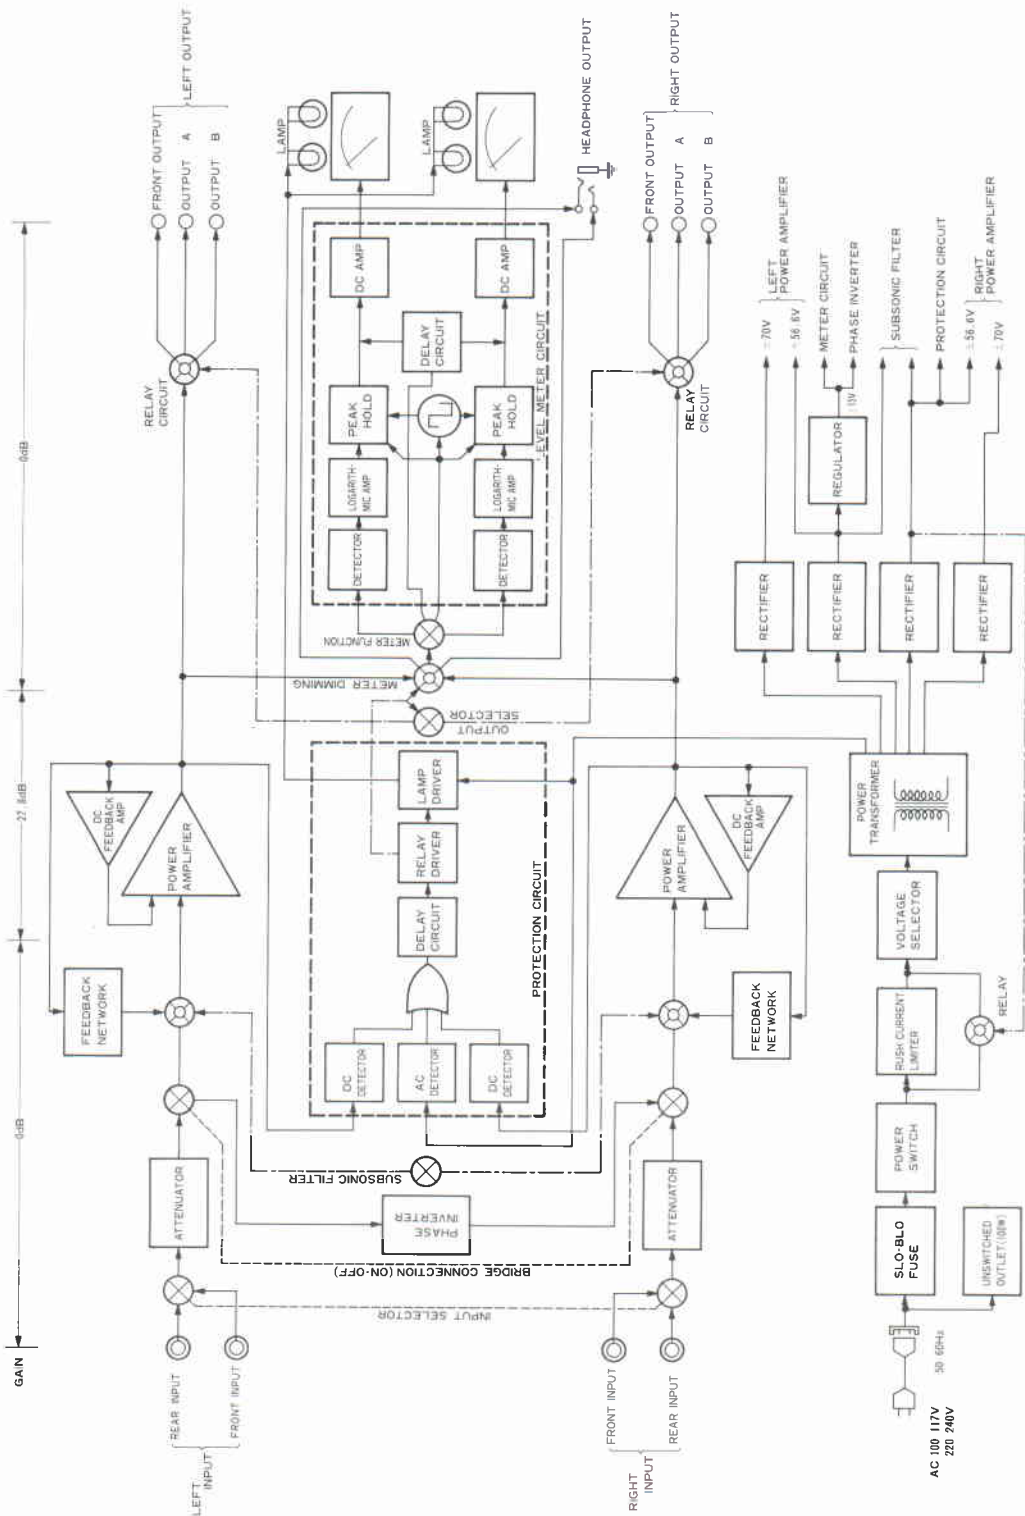 GAIN
0dB
22.8dB
0dB
LEFT
INPUT
REAR INPUT
FRONT INPUT
ATTENUATOR
FEEDBACK
NETWORK
DC
FEEDBACK
AMP
POWER
AMPLIFIER
RELAY
CIRCUIT
FRONT OUTPUT
OUTPUT A
OUTPUT B
LEFT OUTPUT
INPUT SELECTOR
BRIDGE CONNECTION (ON-OFF)
PHASE
INVERTER
SUBSONIC FILTER
DC
DETECTOR
AC
DETECTOR
DC
DETECTOR
DELAY
CIRCUIT
RELAY
DRIVER
LAMP
DRIVER
PROTECTION CIRCUIT
OUTPUT
SELECTOR
METER DIMMING
METER FUNCTION
DETECTOR
LOGARITH-
MIC AMP
PEAK
HOLD
DC AMP
DELAY
CIRCUIT
DETECTOR
LOGARITH-
MIC AMP
PEAK
HOLD
DC AMP
LEVEL METER CIRCUIT
LAMP
LAMP
HEADPHONE OUTPUT
RIGHT
INPUT
FRONT INPUT
REAR INPUT
ATTENUATOR
FEEDBACK
NETWORK
POWER
AMPLIFIER
DC
FEEDBACK
AMP
RELAY
CIRCUIT
FRONT OUTPUT
OUTPUT A
OUTPUT B
RIGHT OUTPUT
AC 100 117V
220 240V
50 60Hz
SLO-BLO
FUSE
UNSWITCHED
OUTLET(100W)
POWER
SWITCH
RUSH CURRENT
LIMITER
RELAY
VOLTAGE
SELECTOR
POWER
TRANSFORMER
RECTIFIER
RECTIFIER
RECTIFIER
RECTIFIER
REGULATOR
±70V
±56.6V
LEFT
POWER AMPLIFIER
METER CIRCUIT
PHASE INVERTER
SUBSONIC FILTER
PROTECTION CIRCUIT
±56.6V
±70V
RIGHT
POWER AMPLIFIER